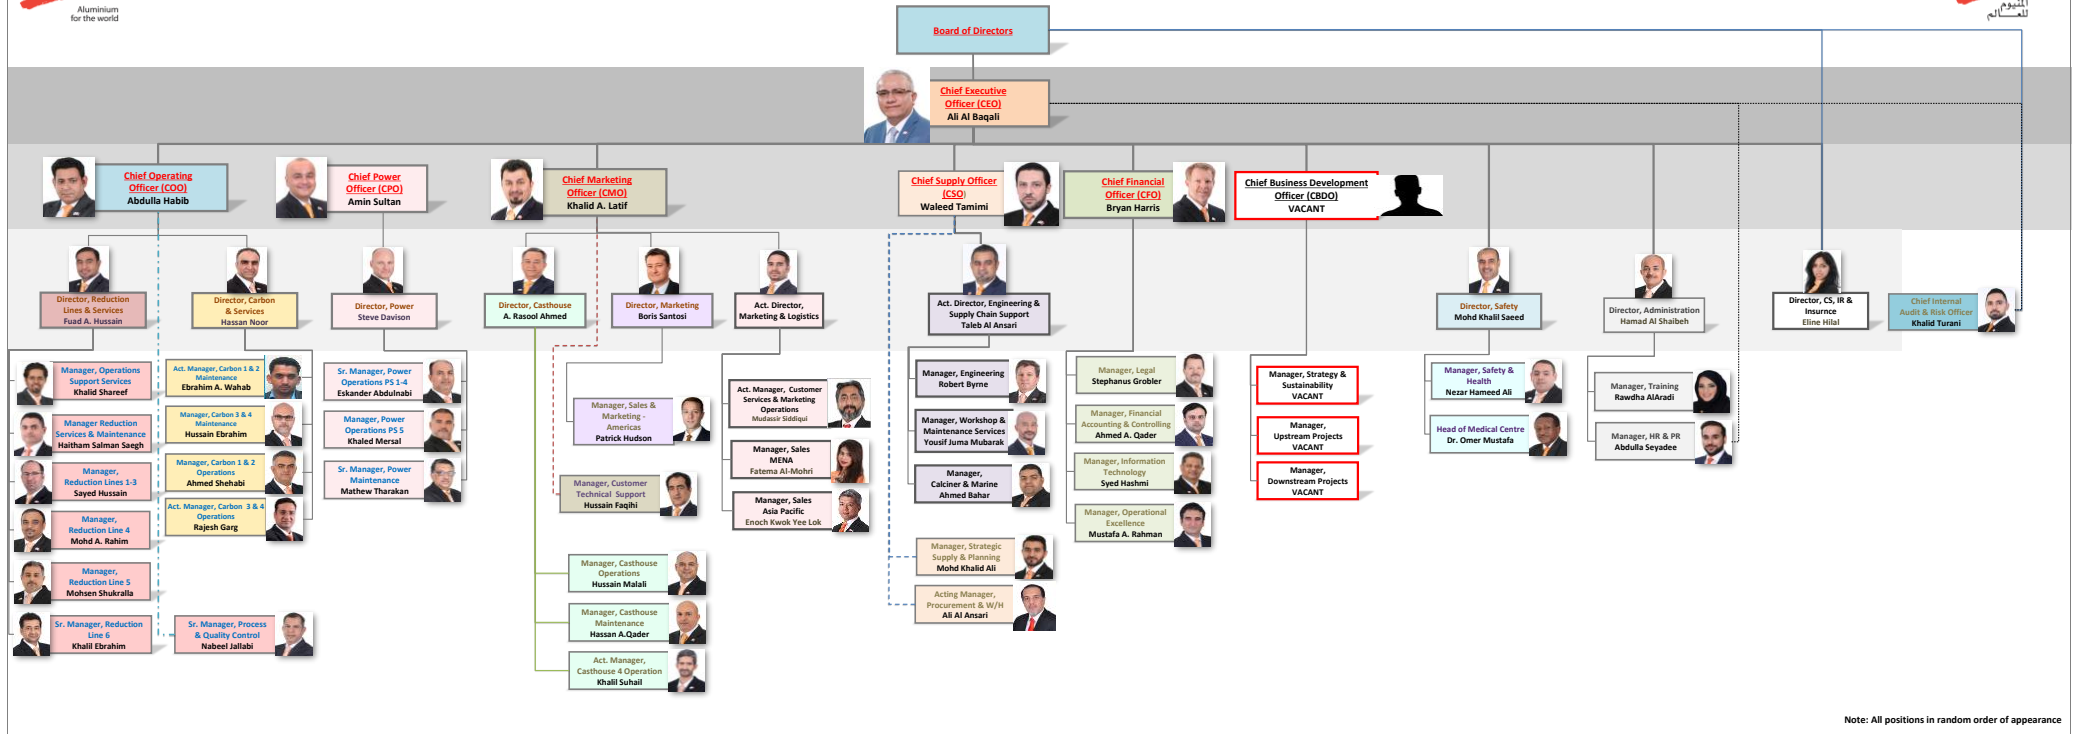 Aluminium
for the world
المنيوم
للعـــالم
Board of Directors
Chief Executive
Officer (CEO)
Ali Al Baqali
Chief Operating
Officer (COO)
Abdulla Habib
Chief Power
Officer (CPO)
Amin Sultan
Chief Marketing
Officer (CMO)
Khalid A. Latif
Chief Supply Officer
(CSO)
Waleed Tamimi
Chief Financial
Officer (CFO)
Bryan Harris
Chief Business Development
Officer (CBDO)
VACANT
Director, Reduction
Lines & Services
Fuad A. Hussain
Director, Carbon
& Services
Hassan Noor
Director, Power
Steve Davison
Director, Casthouse
A. Rasool Ahmed
Director, Marketing
Boris Santosi
Act. Director,
Marketing & Logistics
Act. Director, Engineering &
Supply Chain Support
Taleb Al Ansari
Director, Safety
Mohd Khalil Saeed
Director, Administration
Hamad Al Shaibeh
Director, CS, IR &
Insurnce
Eline Hilal
Chief Internal
Audit & Risk Officer
Khalid Turani
Manager, Operations
Support Services
Khalid Shareef
Manager Reduction
Services & Maintenance
Haitham Salman Saegh
Manager,
Reduction Lines 1-3
Sayed Hussain
Manager,
Reduction Line 4
Mohd A. Rahim
Manager,
Reduction Line 5
Mohsen Shukralla
Sr. Manager, Reduction
Line 6
Khalil Ebrahim
Act. Manager, Carbon 1 & 2
Maintenance
Ebrahim A. Wahab
Manager, Carbon 3 & 4
Maintenance
Hussain Ebrahim
Manager, Carbon 1 & 2
Operations
Ahmed Shehabi
Act. Manager, Carbon 3 & 4
Operations
Rajesh Garg
Sr. Manager, Process
& Quality Control
Nabeel Jallabi
Sr. Manager, Power
Operations PS 1-4
Eskander Abdulnabi
Manager, Power
Operations PS 5
Khaled Mersal
Sr. Manager, Power
Maintenance
Mathew Tharakan
Manager, Sales &
Marketing -
Americas
Patrick Hudson
Manager, Customer
Technical Support
Hussain Faqihi
Manager, Casthouse
Operations
Hussain Malali
Manager, Casthouse
Maintenance
Hassan A.Qader
Act. Manager,
Casthouse 4 Operation
Khalil Suhail
Act. Manager, Customer
Services & Marketing
Operations
Mudassir Siddiqui
Manager, Sales
MENA
Fatema Al-Mohri
Manager, Sales
Asia Pacific
Enoch Kwok Yee Lok
Manager, Engineering
Robert Byrne
Manager, Workshop &
Maintenance Services
Yousif Juma Mubarak
Manager,
Calciner & Marine
Ahmed Bahar
Manager, Strategic
Supply & Planning
Mohd Khalid Ali
Acting Manager,
Procurement & W/H
Ali Al Ansari
Manager, Legal
Stephanus Grobler
Manager, Financial
Accounting & Controlling
Ahmed A. Qader
Manager, Information
Technology
Syed Hashmi
Manager, Operational
Excellence
Mustafa A. Rahman
Manager, Strategy &
Sustainability
VACANT
Manager,
Upstream Projects
VACANT
Manager,
Downstream Projects
VACANT
Manager, Safety &
Health
Nezar Hameed Ali
Head of Medical Centre
Dr. Omer Mustafa
Manager, Training
Rawdha AlAradi
Manager, HR & PR
Abdulla Seyadee
Note: All positions in random order of appearance